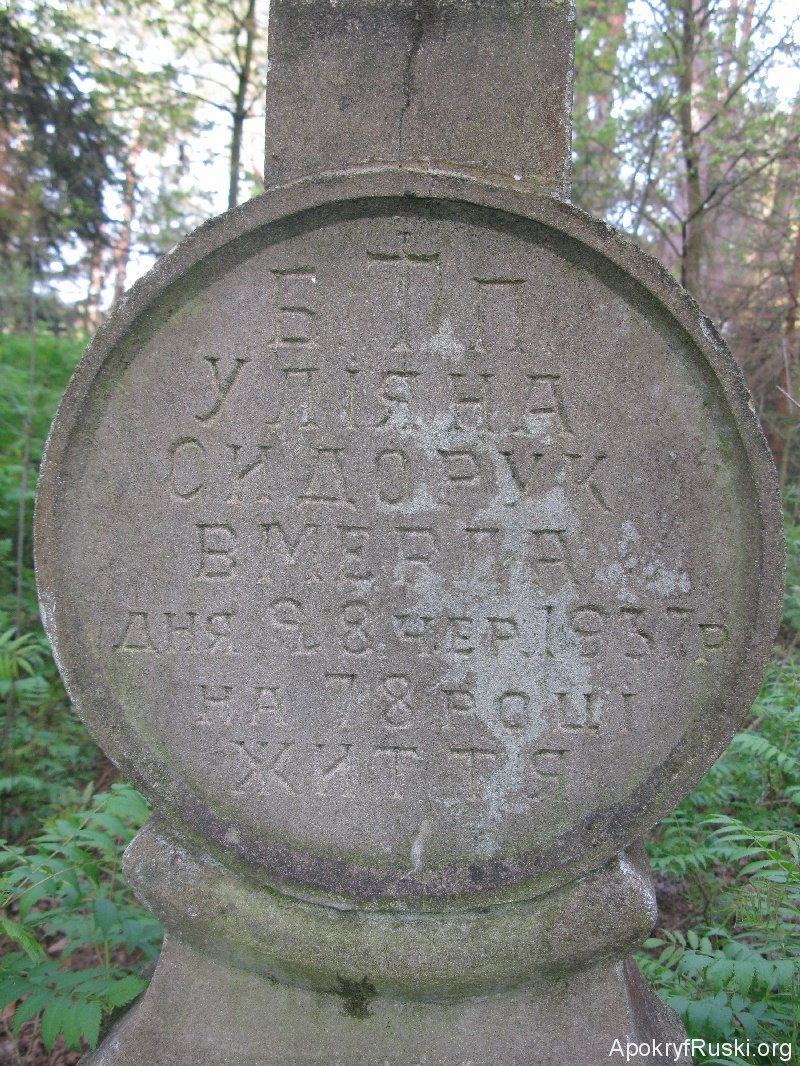 Б Т П
УЛІЯНА
СИДОРУК
ВМЕРЛА
ДНЯ 28 ЧЕР. 1937 Р
НА 78 РОЦІ
ЖИТТЯ
ApokryfRuski.org